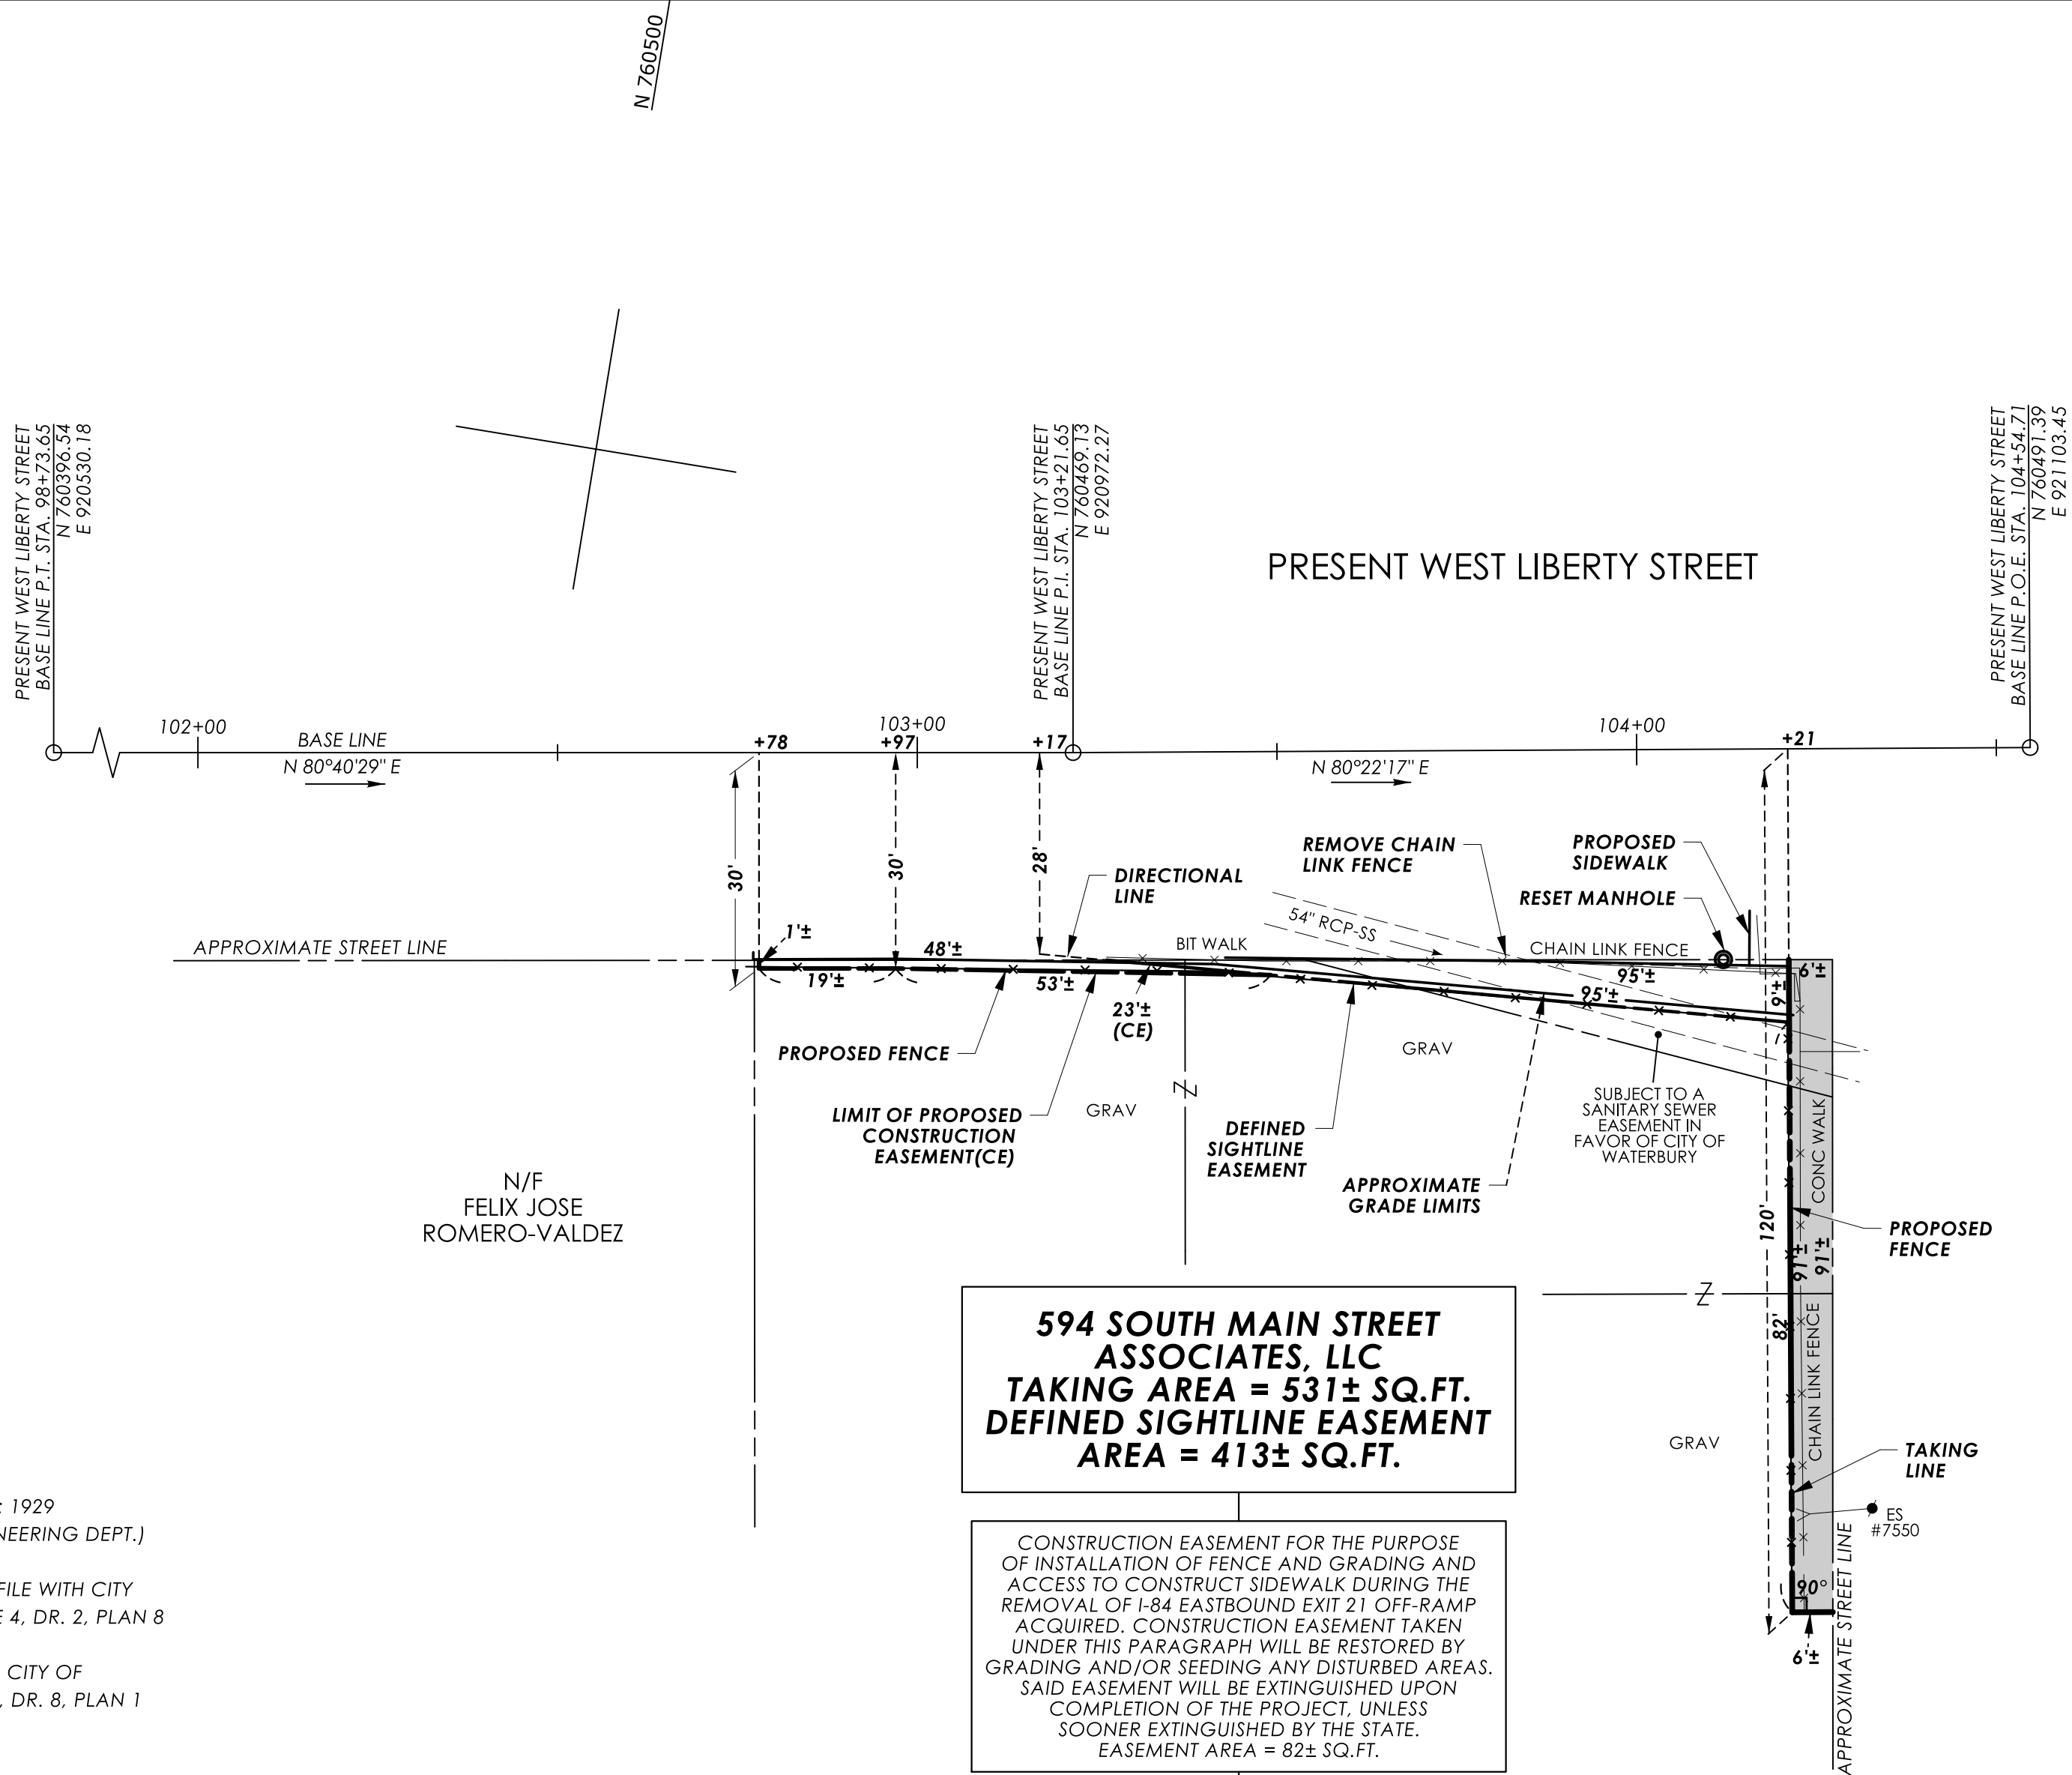 N 760500
PRESENT WEST LIBERTY STREET
BASE LINE P.T. STA. 98+73.65
N 760396.54
E 920530.18
PRESENT WEST LIBERTY STREET
BASE LINE P.I. STA. 103+21.65
N 760469.13
E 920972.27
PRESENT WEST LIBERTY STREET
BASE LINE P.O.E. STA. 104+54.71
N 760491.39
E 921103.45
PRESENT WEST LIBERTY STREET
102+00
BASE LINE
N 80°40'29" E
+78
+97
103+00
+17
104+00
+21
N 80°22'17" E
30'
30'
28'
DIRECTIONAL
LINE
REMOVE CHAIN
LINK FENCE
PROPOSED
SIDEWALK
RESET MANHOLE
54" RCP-SS
APPROXIMATE STREET LINE
1'±
48'±
BIT WALK
CHAIN LINK FENCE
6'±
19'±
53'±
95'±
95'±
9'±
23'±
(CE)
PROPOSED FENCE
GRAV
LIMIT OF PROPOSED
CONSTRUCTION
EASEMENT(CE)
GRAV
DEFINED
SIGHTLINE
EASEMENT
APPROXIMATE
GRADE LIMITS
SUBJECT TO A
SANITARY SEWER
EASEMENT IN
FAVOR OF CITY OF
WATERBURY
CONC WALK
N/F
FELIX JOSE
ROMERO-VALDEZ
120'
91'±
91'±
PROPOSED
FENCE
82'
CHAIN LINK FENCE
594 SOUTH MAIN STREET
ASSOCIATES, LLC
TAKING AREA = 531± SQ.FT.
DEFINED SIGHTLINE EASEMENT
AREA = 413± SQ.FT.
GRAV
TAKING
LINE
ES
#7550
90°
6'±
APPROXIMATE STREET LINE
CONSTRUCTION EASEMENT FOR THE PURPOSE
OF INSTALLATION OF FENCE AND GRADING AND
ACCESS TO CONSTRUCT SIDEWALK DURING THE
REMOVAL OF I-84 EASTBOUND EXIT 21 OFF-RAMP
ACQUIRED. CONSTRUCTION EASEMENT TAKEN
UNDER THIS PARAGRAPH WILL BE RESTORED BY
GRADING AND/OR SEEDING ANY DISTURBED AREAS.
SAID EASEMENT WILL BE EXTINGUISHED UPON
COMPLETION OF THE PROJECT, UNLESS
SOONER EXTINGUISHED BY THE STATE.
EASEMENT AREA = 82± SQ.FT.
: 1929
NEERING DEPT.)
FILE WITH CITY
E 4, DR. 2, PLAN 8
CITY OF
, DR. 8, PLAN 1